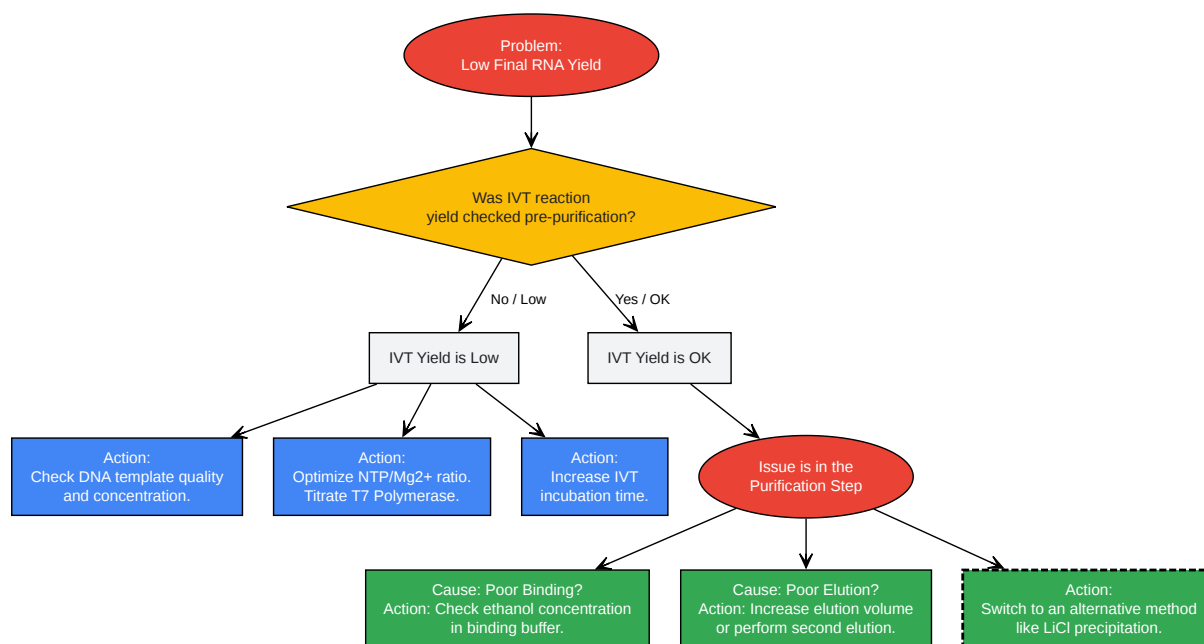 Problem:
Low Final RNA Yield
Was IVT reaction
yield checked pre-purification?
No / Low
Yes / OK
IVT Yield is Low
IVT Yield is OK
Action:
Check DNA template quality
and concentration.
Action:
Optimize NTP/Mg2+ ratio.
Titrate T7 Polymerase.
Action:
Increase IVT
incubation time.
Issue is in the
Purification Step
Cause: Poor Binding?
Action: Check ethanol concentration
in binding buffer.
Cause: Poor Elution?
Action: Increase elution volume
or perform second elution.
Action:
Switch to an alternative method
like LiCl precipitation.